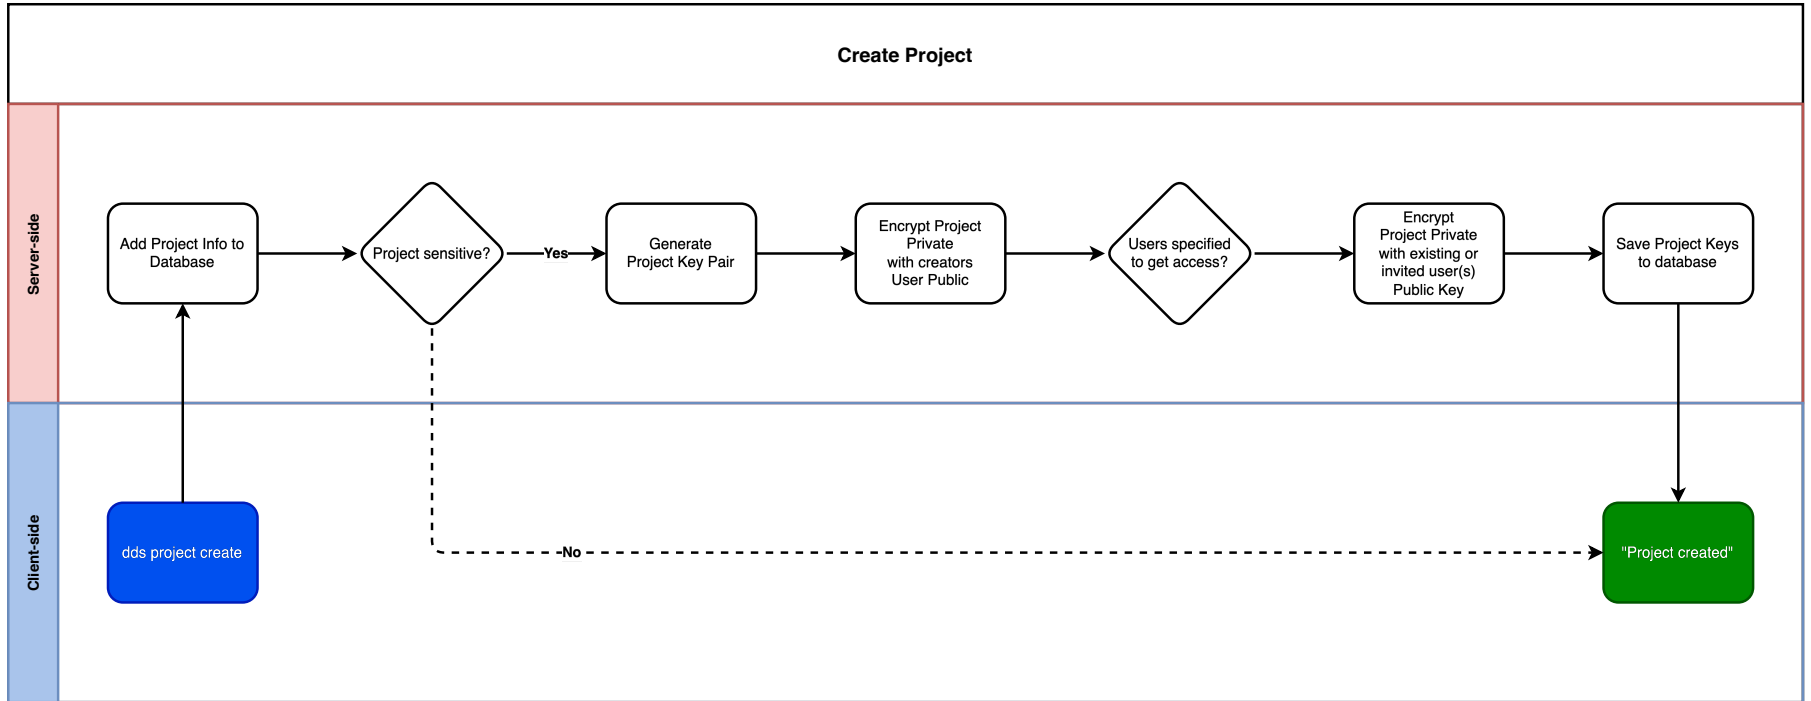 Create Project
Server-side
Add Project Info to
Database
Project sensitive?
Yes
Generate
Project Key Pair
Encrypt Project
Private
with creators
User Public
Users specified
to get access?
Encrypt
Project Private
with existing or
invited user(s)
Public Key
Save Project Keys
to database
Client-side
dds project create
No
"Project created"